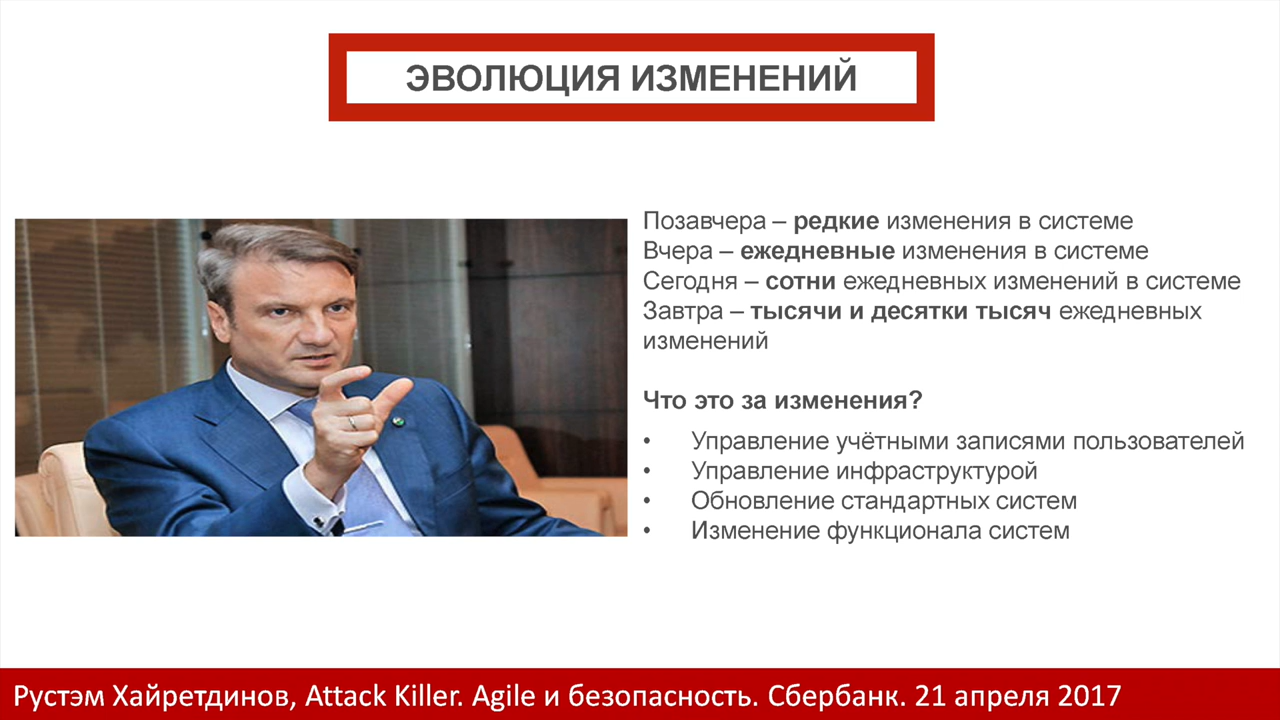 ЭВОЛЮЦИЯ ИЗМЕНЕНИЙ
Позавчера – редкие изменения в системе
Вчера – ежедневные изменения в системе
Сегодня – сотни ежедневных изменений в системе
Завтра – тысячи и десятки тысяч ежедневных
изменений
Что это за изменения?
• Управление учётными записями пользователей
• Управление инфраструктурой
• Обновление стандартных систем
• Изменение функционала систем
Рустэм Хайретдинов, Attack Killer. Agile и безопасность. Сбербанк. 21 апреля 2017